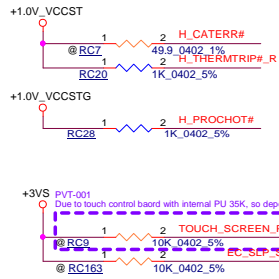 +1.0V_VCCST
1 2 H_CATERR#
@ RC7 49.9_0402_1%
1 2 H_THERMTRIP#_R
RC20 1K_0402_5%
+1.0V_VCCSTG
1 2 H_PROCHOT#
RC28 1K_0402_5%
+3VS PVT-001
Due to touch control baord with internal PU 35K, so dep
1 2 TOUCH_SCREEN_P
@ RC9 10K_0402_5%
1 2 EC_SLP_S
@ RC163 10K_0402_5%